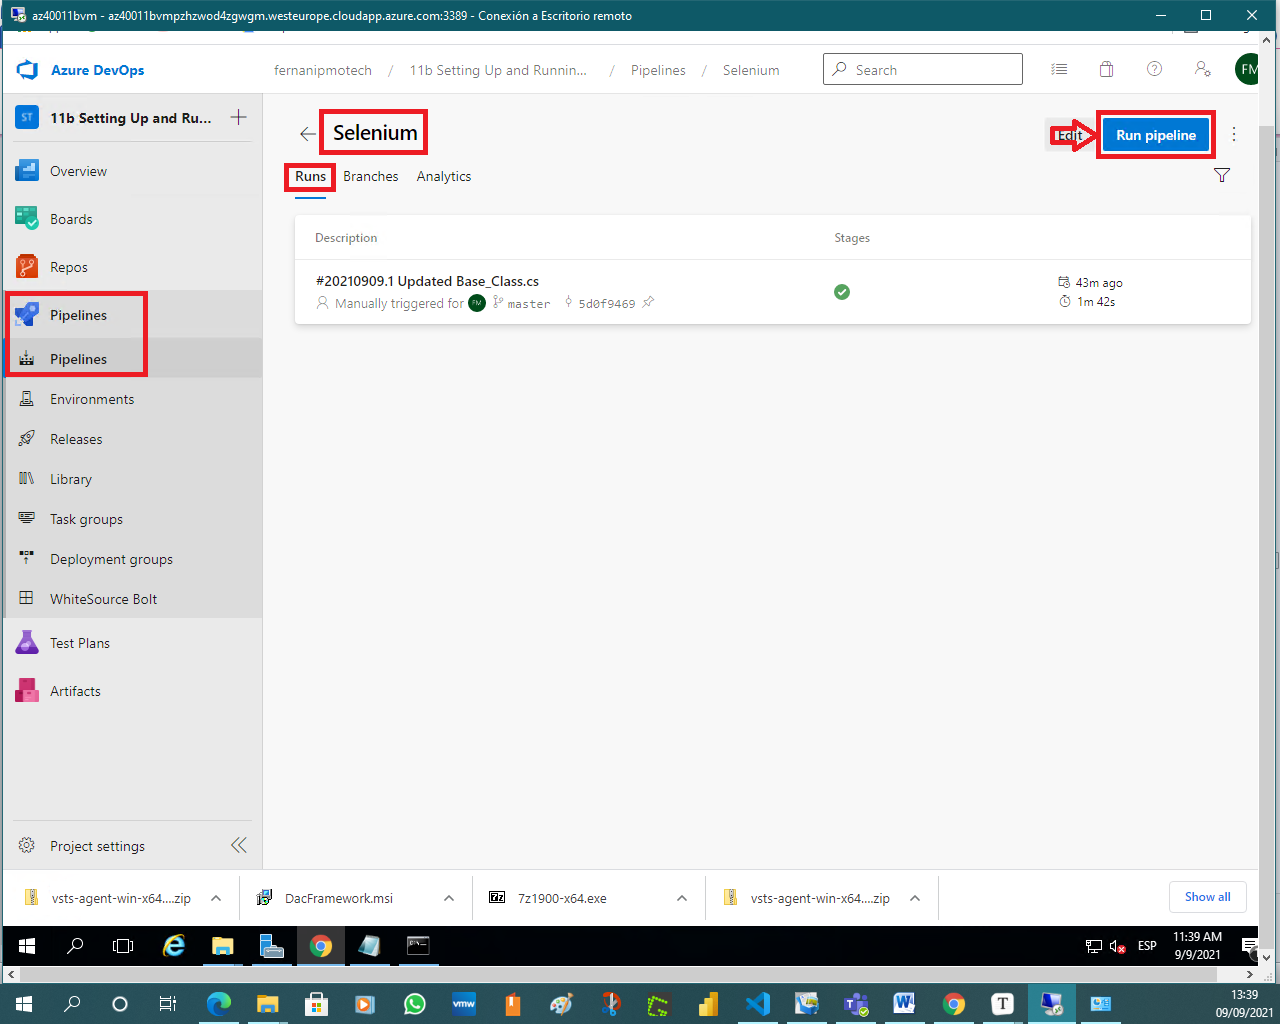 az40011bvm - az40011bvmpzhzwod4zgwgm.westeurope.cloudapp.azure.com:3389 - Conexión a Escritorio remoto
Azure DevOps
fernanipmotech / 11b Setting Up and Runnin... / Pipelines / Selenium
Search
FM
ST
11b Setting Up and Ru...
Overview
Boards
Repos
Pipelines
Pipelines
Environments
Releases
Library
Task groups
Deployment groups
WhiteSource Bolt
Test Plans
Artifacts
Project settings
Selenium
Edit
Run pipeline
Runs
Branches
Analytics
Description
Stages
#20210909.1 Updated Base_Class.cs
Manually triggered for FM master 5d0f9469
43m ago
1m 42s
vsts-agent-win-x64....zip
DacFramework.msi
7z1900-x64.exe
vsts-agent-win-x64....zip
Show all
ESP
11:39 AM
9/9/2021
13:39
09/09/2021